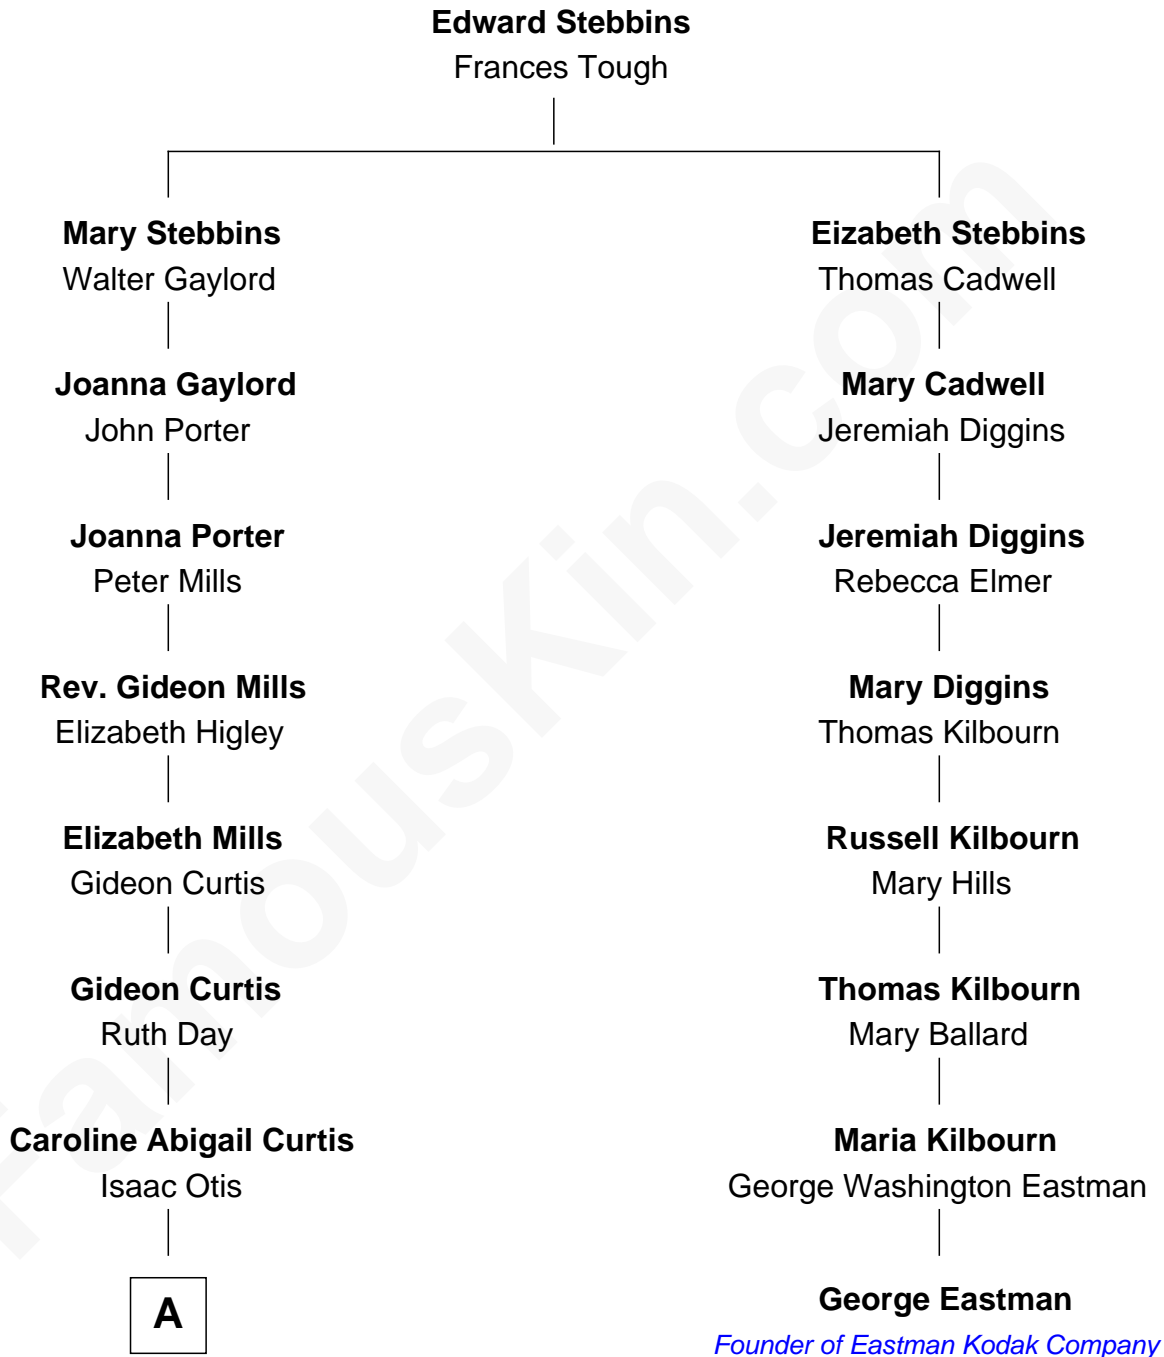 Edward Stebbins
Frances Tough
Mary Stebbins
Walter Gaylord
Eizabeth Stebbins
Thomas Cadwell
Joanna Gaylord
John Porter
Mary Cadwell
Jeremiah Diggins
Joanna Porter
Peter Mills
Jeremiah Diggins
Rebecca Elmer
Rev. Gideon Mills
Elizabeth Higley
Mary Diggins
Thomas Kilbourn
Elizabeth Mills
Gideon Curtis
Russell Kilbourn
Mary Hills
Gideon Curtis
Ruth Day
Thomas Kilbourn
Mary Ballard
Caroline Abigail Curtis
Isaac Otis
Maria Kilbourn
George Washington Eastman
A
George Eastman
Founder of Eastman Kodak Company
FamousKin.com